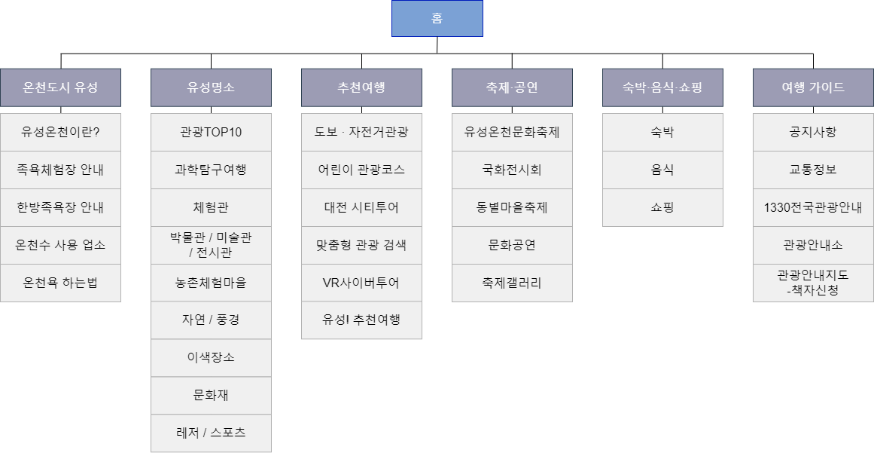 홈
온천도시 유성
유성온천이란?
족욕체험장 안내
한방족욕장 안내
온천수 사용 업소
온천욕 하는법
유성명소
관광TOP10
과학탐구여행
체험관
박물관 / 미술관
/ 전시관
농촌체험마을
자연 / 풍경
이색장소
문화재
레저 / 스포츠
추천여행
도보 · 자전거관광
어린이 관광코스
대전 시티투어
맞춤형 관광 검색
VR사이버투어
유성! 추천여행
축제·공연
유성온천문화축제
국화전시회
동별마을축제
문화공연
축제갤러리
숙박·음식·쇼핑
숙박
음식
쇼핑
여행 가이드
공지사항
교통정보
1330전국관광안내
관광안내소
관광안내지도
-책자신청